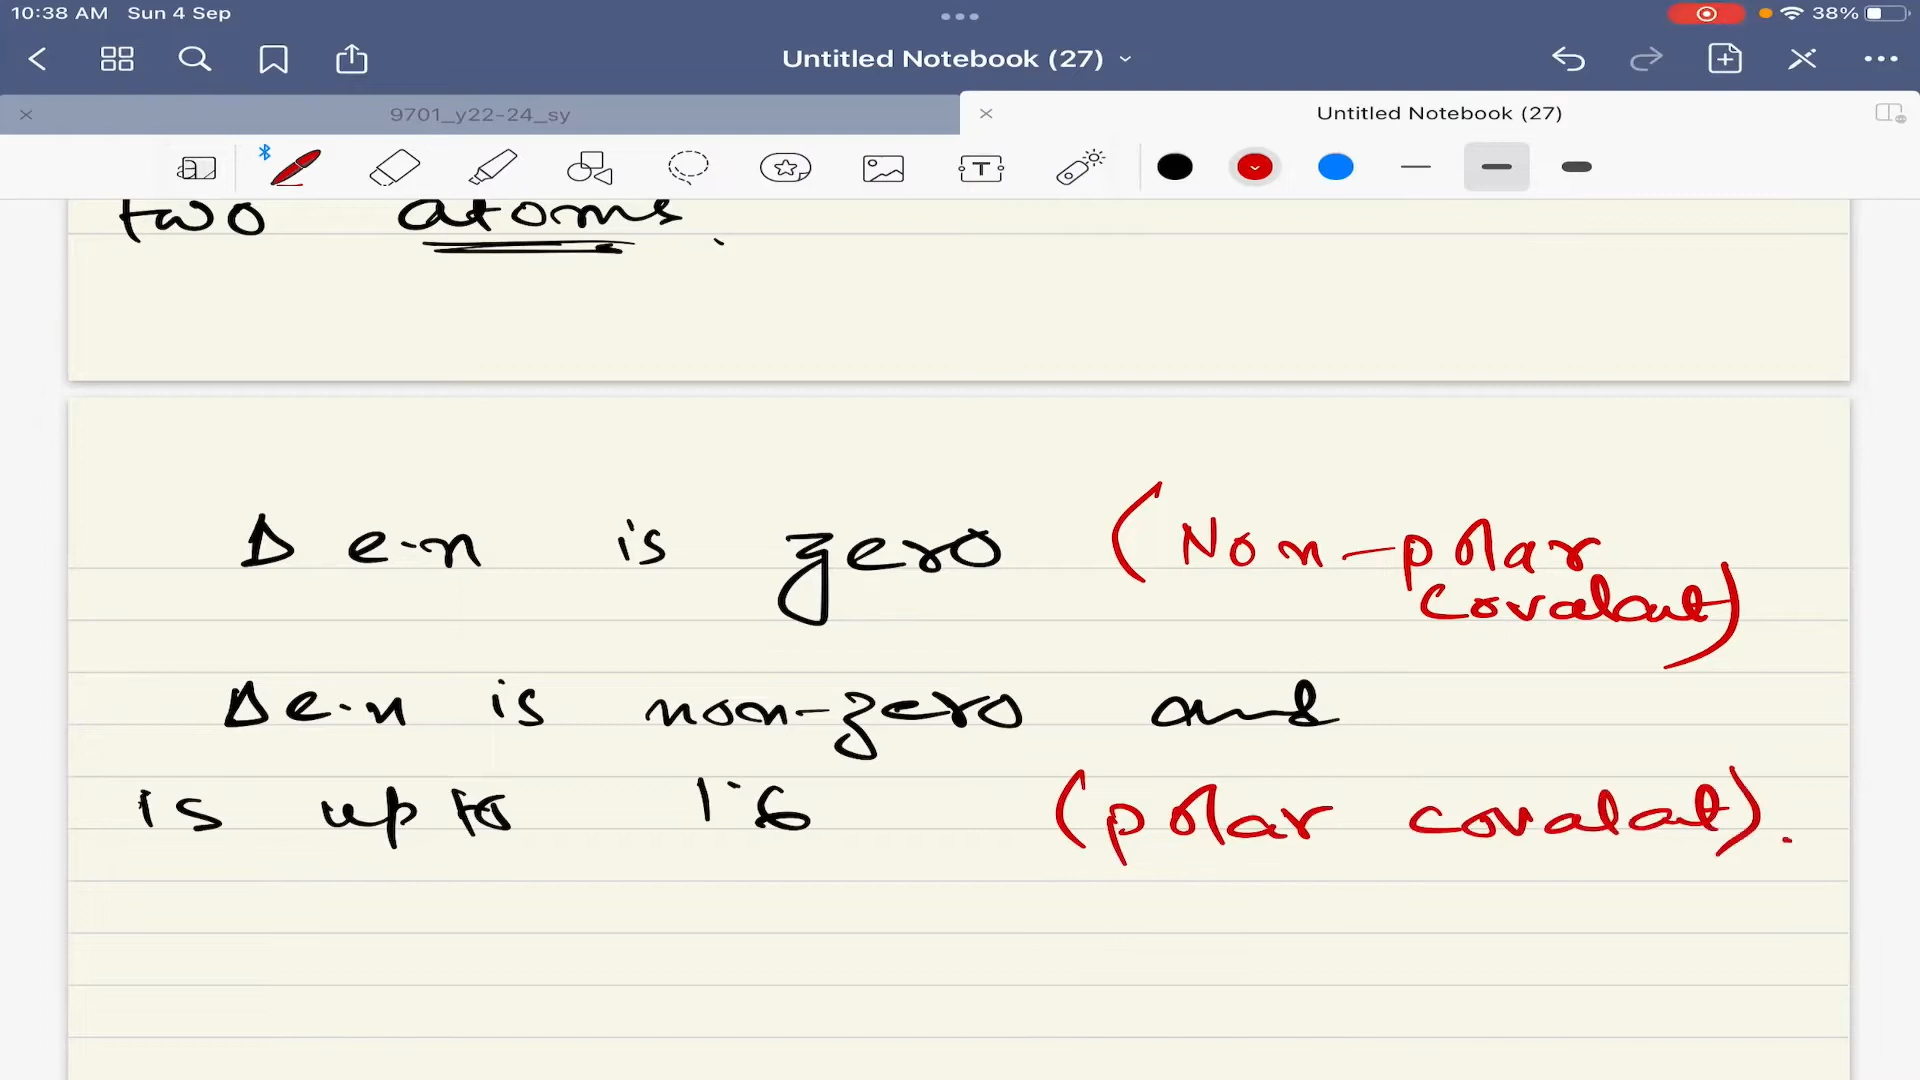 10:38 AM Sun 4 Sep
38%
Untitled Notebook (27)
9701_y22-24_sy
Untitled Notebook (27)
two atoms.
Δ e.n is zero (Non-polar
covalent)
Δ e.n is non-zero and
is up to 1.6 (polar covalent).